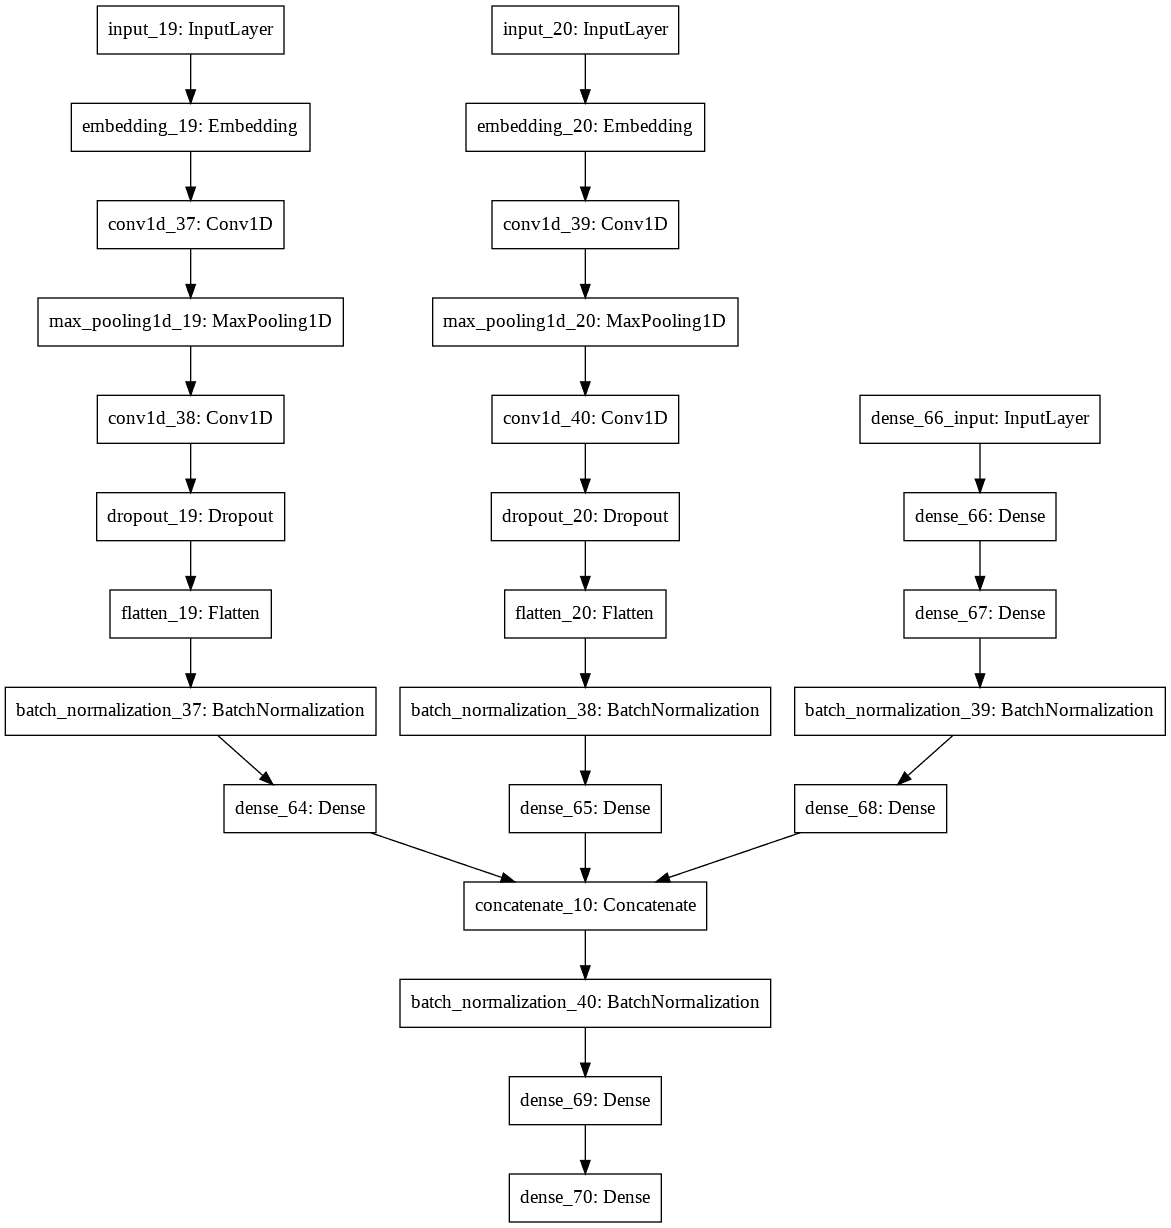 input_19: InputLayer
input_20: InputLayer
embedding_19: Embedding
embedding_20: Embedding
conv1d_37: Conv1D
conv1d_39: Conv1D
max_pooling1d_19: MaxPooling1D
max_pooling1d_20: MaxPooling1D
conv1d_38: Conv1D
conv1d_40: Conv1D
dense_66_input: InputLayer
dropout_19: Dropout
dropout_20: Dropout
dense_66: Dense
flatten_19: Flatten
flatten_20: Flatten
dense_67: Dense
batch_normalization_37: BatchNormalization
batch_normalization_38: BatchNormalization
batch_normalization_39: BatchNormalization
dense_64: Dense
dense_65: Dense
dense_68: Dense
concatenate_10: Concatenate
batch_normalization_40: BatchNormalization
dense_69: Dense
dense_70: Dense